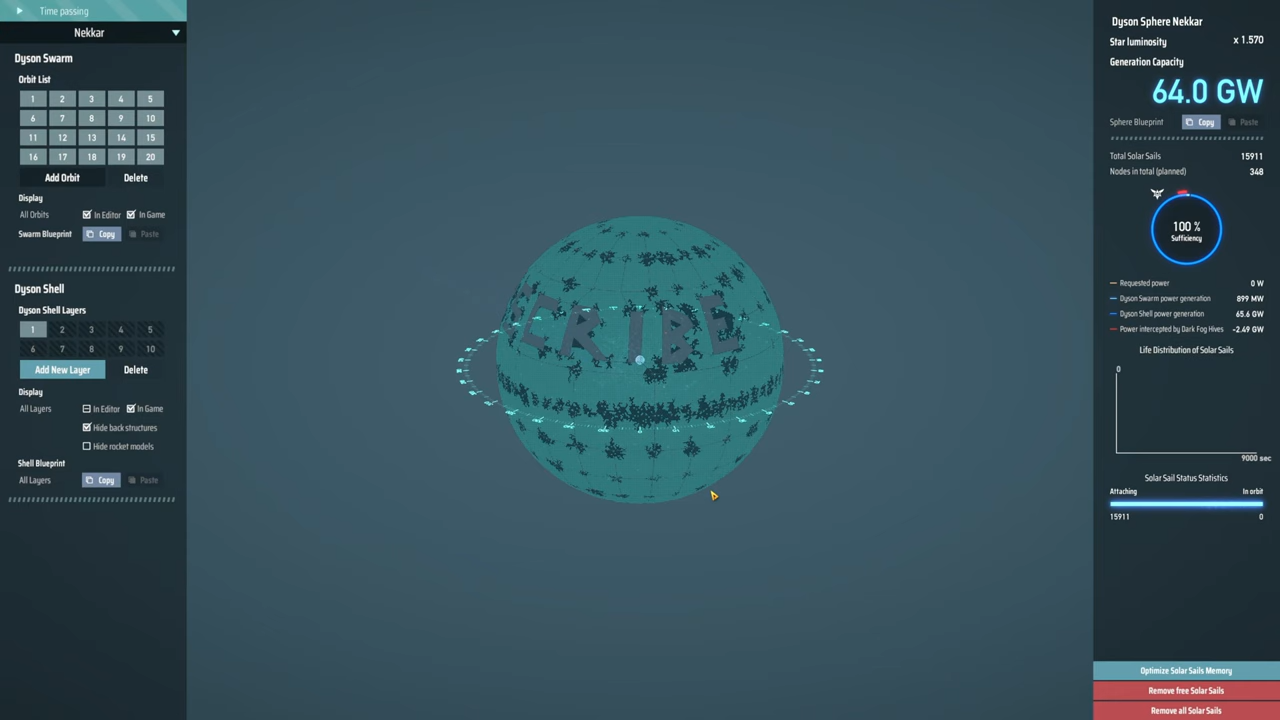 Time passing
Nekkar
Dyson Swarm
Orbit List
1 2 3 4 5
6 7 8 9 10
11 12 13 14 15
16 17 18 19 20
Add Orbit Delete
Display
All Orbits In Editor In Game
Swarm Blueprint Copy Paste
Dyson Shell
Dyson Shell Layers
1 2 3 4 5
6 7 8 9 10
Add New Layer Delete
Display
All Layers In Editor In Game
Hide back structures
Hide rocket models
Shell Blueprint
All Layers Copy Paste
CRIBE
Dyson Sphere Nekkar
Star luminosity x 1.570
Generation Capacity
64.0 GW
Sphere Blueprint Copy Paste
Total Solar Sails 15911
Nodes in total (planned) 348
100 %
Sufficiency
Requested power 0 W
Dyson Swarm power generation 899 MW
Dyson Shell power generation 65.6 GW
Power intercepted by Dark Fog Hives -2.49 GW
Life Distribution of Solar Sails
0
9000 sec
Solar Sail Status Statistics
Attaching In orbit
15911 0
Optimize Solar Sails Memory
Remove free Solar Sails
Remove all Solar Sails